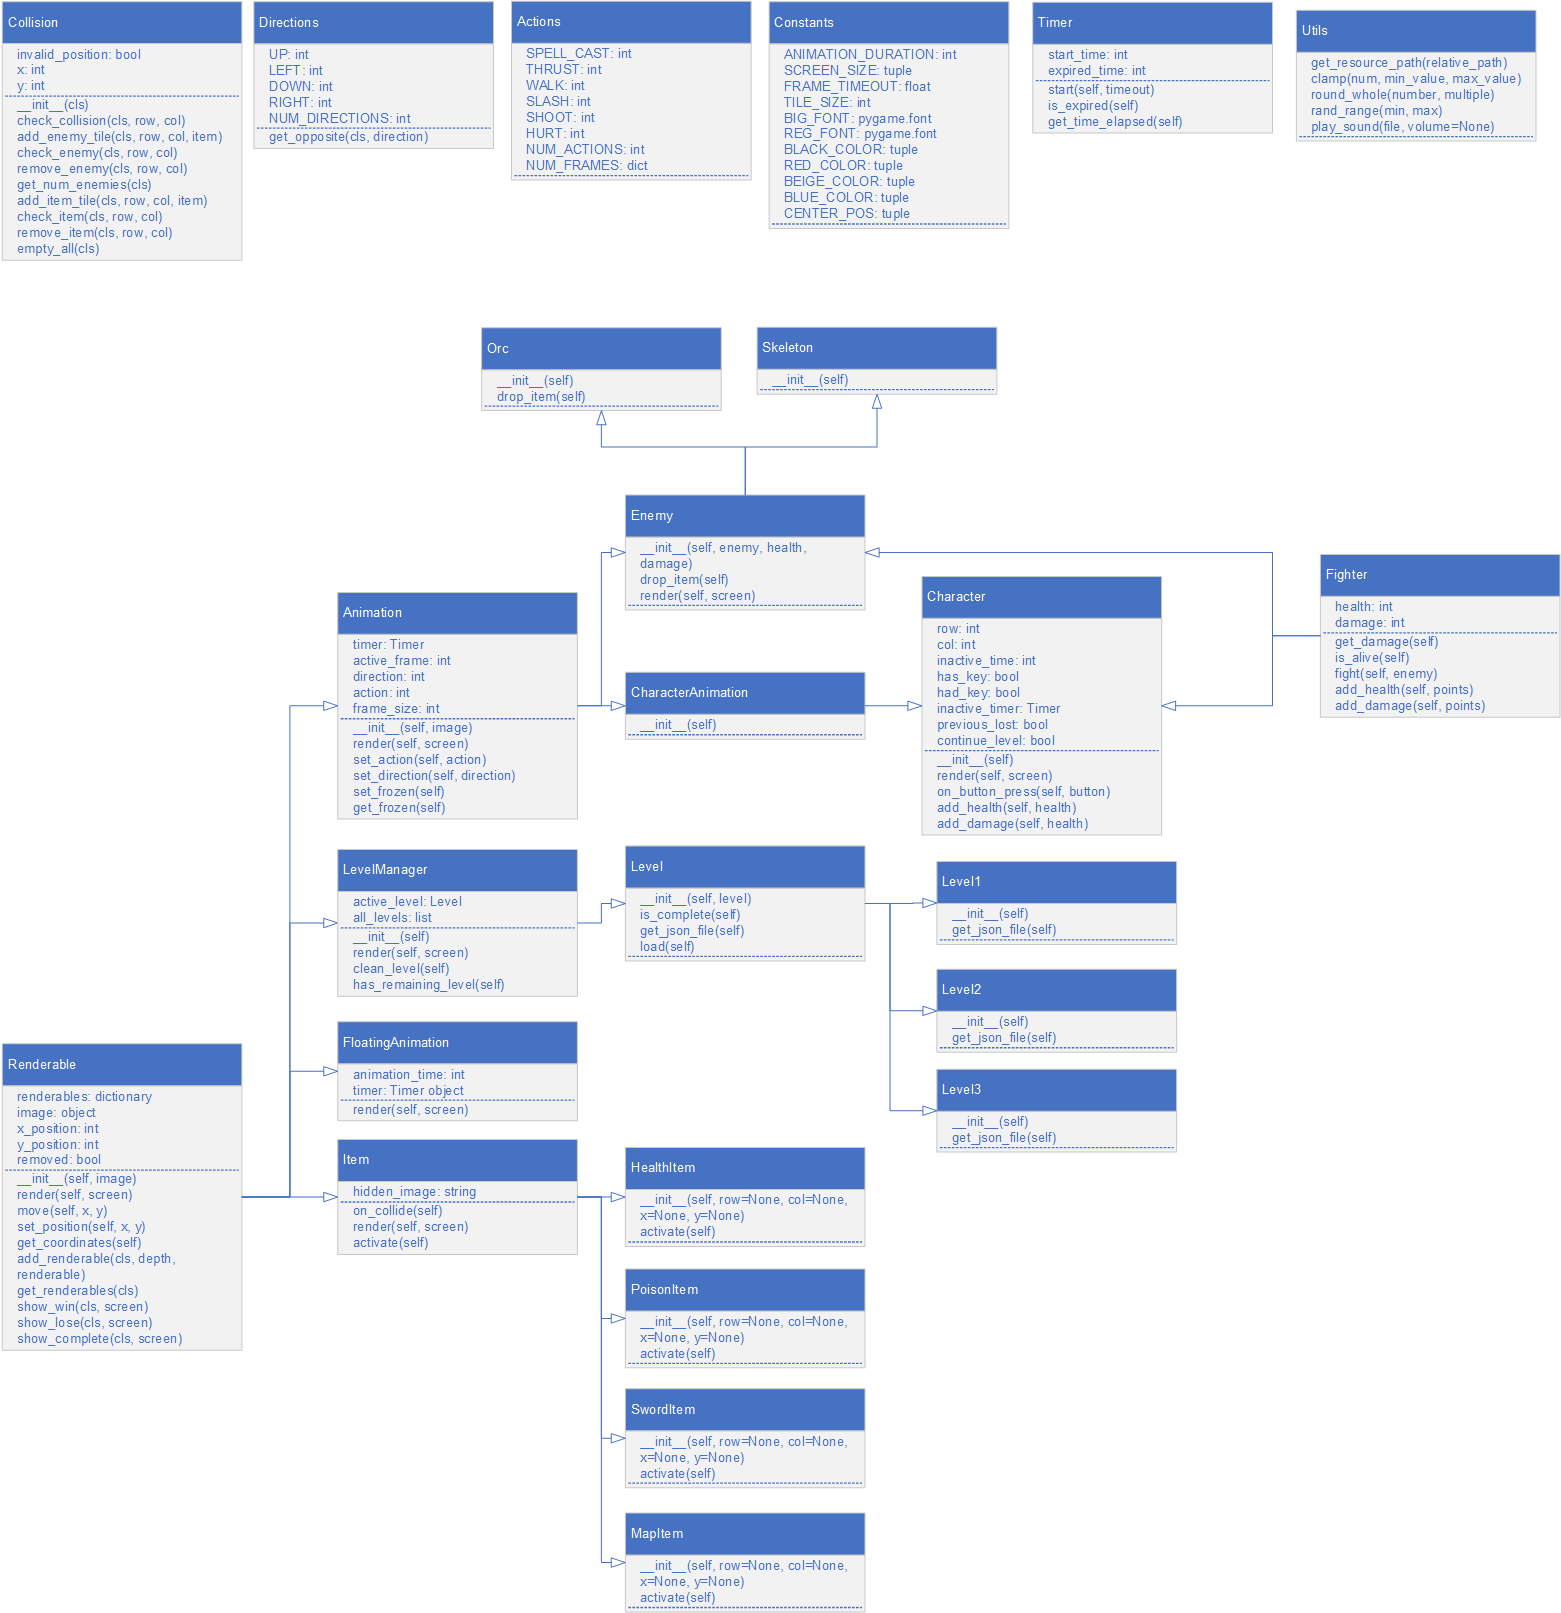 Collision
invalid_position: bool
x: int
y: int
__init__(cls)
check_collision(cls, row, col)
add_enemy_tile(cls, row, col, item)
check_enemy(cls, row, col)
remove_enemy(cls, row, col)
get_num_enemies(cls)
add_item_tile(cls, row, col, item)
check_item(cls, row, col)
remove_item(cls, row, col)
empty_all(cls)
Directions
UP: int
LEFT: int
DOWN: int
RIGHT: int
NUM_DIRECTIONS: int
get_opposite(cls, direction)
Actions
SPELL_CAST: int
THRUST: int
WALK: int
SLASH: int
SHOOT: int
HURT: int
NUM_ACTIONS: int
NUM_FRAMES: dict
Constants
ANIMATION_DURATION: int
SCREEN_SIZE: tuple
FRAME_TIMEOUT: float
TILE_SIZE: int
BIG_FONT: pygame.font
REG_FONT: pygame.font
BLACK_COLOR: tuple
RED_COLOR: tuple
BEIGE_COLOR: tuple
BLUE_COLOR: tuple
CENTER_POS: tuple
Timer
start_time: int
expired_time: int
start(self, timeout)
is_expired(self)
get_time_elapsed(self)
Utils
get_resource_path(relative_path)
clamp(num, min_value, max_value)
round_whole(number, multiple)
rand_range(min, max)
play_sound(file, volume=None)
Orc
__init__(self)
drop_item(self)
Skeleton
__init__(self)
Enemy
__init__(self, enemy, health,
damage)
drop_item(self)
render(self, screen)
Fighter
health: int
damage: int
get_damage(self)
is_alive(self)
fight(self, enemy)
add_health(self, points)
add_damage(self, points)
Character
row: int
col: int
inactive_time: int
has_key: bool
had_key: bool
inactive_timer: Timer
previous_lost: bool
continue_level: bool
__init__(self)
render(self, screen)
on_button_press(self, button)
add_health(self, health)
add_damage(self, health)
Animation
timer: Timer
active_frame: int
direction: int
action: int
frame_size: int
__init__(self, image)
render(self, screen)
set_action(self, action)
set_direction(self, direction)
set_frozen(self)
get_frozen(self)
CharacterAnimation
__init__(self)
LevelManager
active_level: Level
all_levels: list
__init__(self)
render(self, screen)
clean_level(self)
has_remaining_level(self)
Level
__init__(self, level)
is_complete(self)
get_json_file(self)
load(self)
Level1
__init__(self)
get_json_file(self)
Level2
__init__(self)
get_json_file(self)
Level3
__init__(self)
get_json_file(self)
FloatingAnimation
animation_time: int
timer: Timer object
render(self, screen)
Renderable
renderables: dictionary
image: object
x_position: int
y_position: int
removed: bool
__init__(self, image)
render(self, screen)
move(self, x, y)
set_position(self, x, y)
get_coordinates(self)
add_renderable(cls, depth,
renderable)
get_renderables(cls)
show_win(cls, screen)
show_lose(cls, screen)
show_complete(cls, screen)
Item
hidden_image: string
on_collide(self)
render(self, screen)
activate(self)
HealthItem
__init__(self, row=None, col=None,
x=None, y=None)
activate(self)
PoisonItem
__init__(self, row=None, col=None,
x=None, y=None)
activate(self)
SwordItem
__init__(self, row=None, col=None,
x=None, y=None)
activate(self)
MapItem
__init__(self, row=None, col=None,
x=None, y=None)
activate(self)